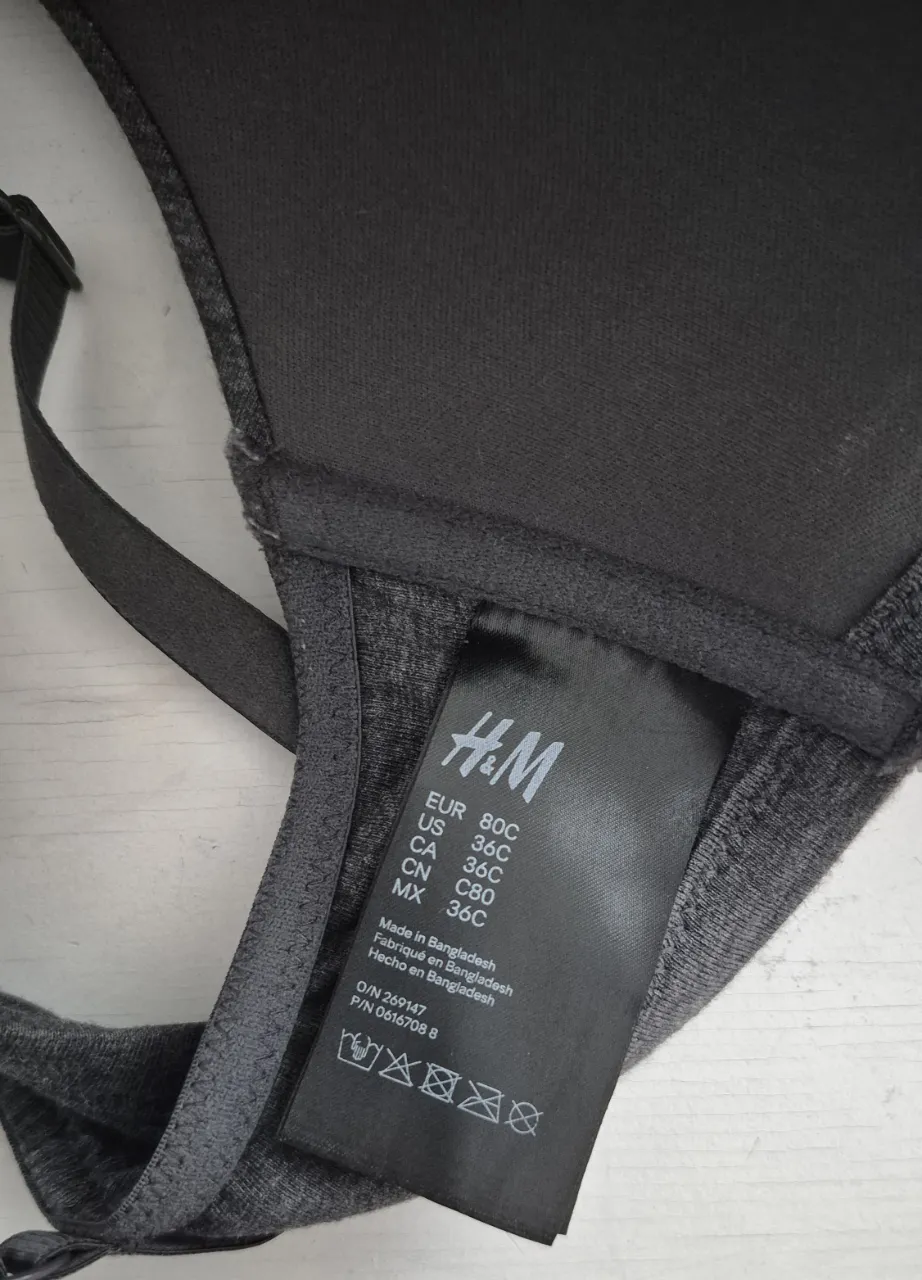 H&M
EUR 80C
US 36C
CA 36C
CN C80
MX 36C
Made in Bangladesh
Fabriqué en Bangladesh
Hecho en Bangladesh
O/N 269147
P/N 0616708 8